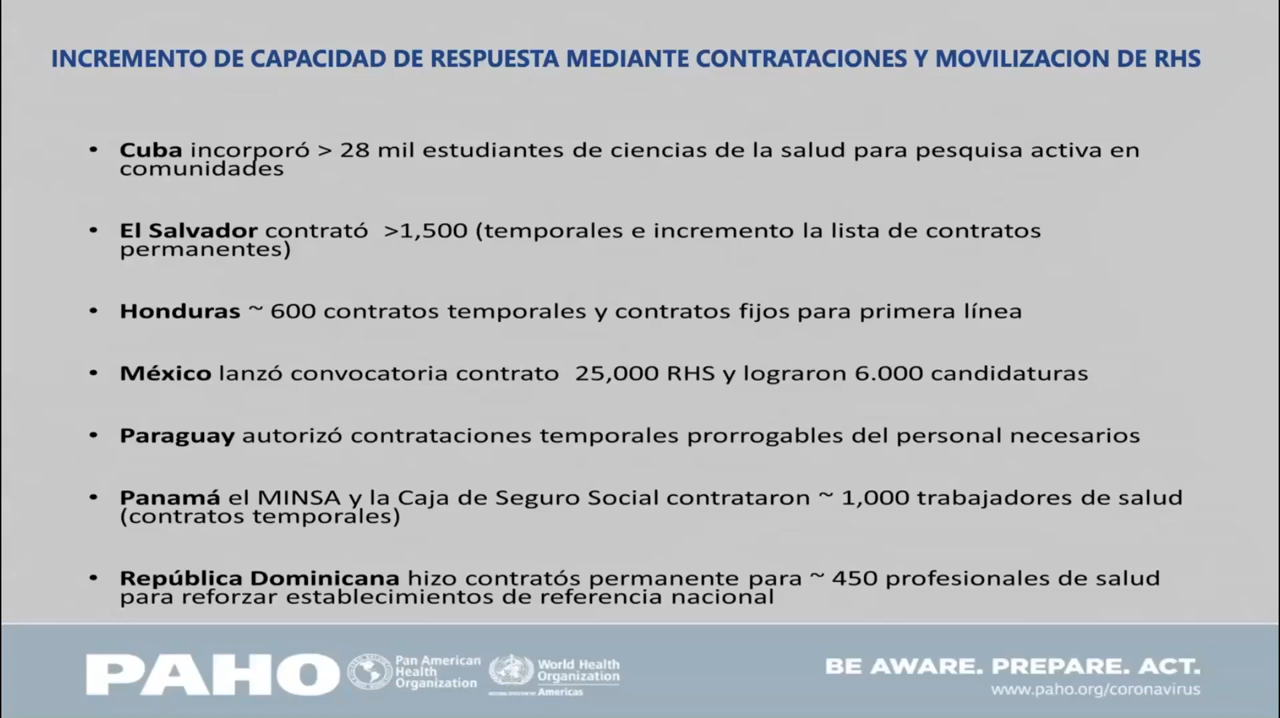 INCREMENTO DE CAPACIDAD DE RESPUESTA MEDIANTE CONTRATACIONES Y MOVILIZACION DE RHS
• Cuba incorporó > 28 mil estudiantes de ciencias de la salud para pesquisa activa en
comunidades
• El Salvador contrató >1,500 (temporales e incremento la lista de contratos
permanentes)
• Honduras ~ 600 contratos temporales y contratos fijos para primera línea
• México lanzó convocatoria contrato 25,000 RHS y lograron 6.000 candidaturas
• Paraguay autorizó contrataciones temporales prorrogables del personal necesarios
• Panamá el MINSA y la Caja de Seguro Social contrataron ~ 1,000 trabajadores de salud
(contratos temporales)
• República Dominicana hizo contratós permanente para ~ 450 profesionales de salud
para reforzar establecimientos de referencia nacional
PAHO
Pan American
Health
Organization
World Health
Organization
Americas
BE AWARE. PREPARE. ACT.
www.paho.org/coronavirus